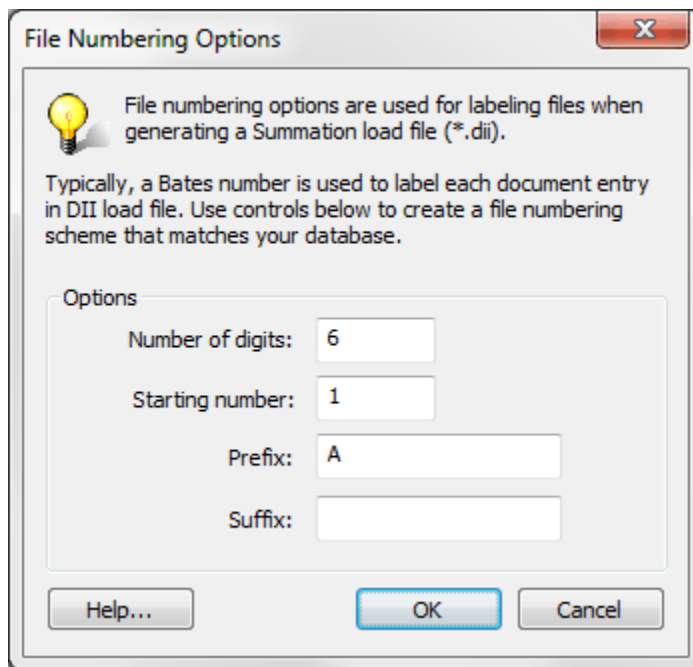 File Numbering Options
File numbering options are used for labeling files when
generating a Summation load file (*.dii).
Typically, a Bates number is used to label each document entry
in DII load file. Use controls below to create a file numbering
scheme that matches your database.
Options
Number of digits: 6
Starting number: 1
Prefix: A
Suffix:
Help... OK Cancel